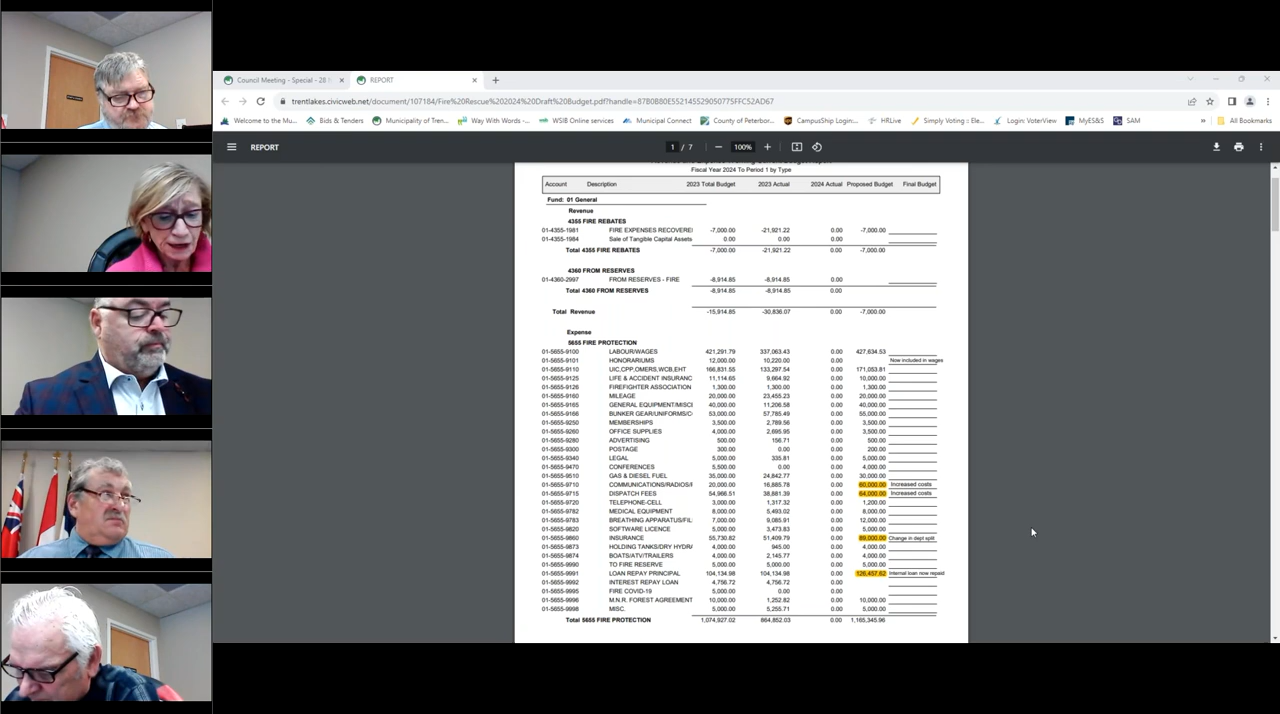 Council Meeting - Special - 28
REPORT
trentlakes.civicweb.net/document/107184/Fire%20Rescue%202024%20Draft%20Budget.pdf?handle=8780B80E552145529050775FFC52AD67
Welcome to the Mu... Bids & Tenders Municipality of Tren... Way With Words -... WSIB Online services Municipal Connect County of Peterbor... CampusShip Login:... HRLive Simply Voting :: Ele... Login: VoterView MyES&S SAM » All Bookmarks
REPORT 1 / 7 100%
Fiscal Year 2024 To Period 1 by Type
Account Description 2023 Total Budget 2023 Actual 2024 Actual Proposed Budget Final Budget
Fund: 01 General
Revenue
4355 FIRE REBATES
01-4355-1981 FIRE EXPENSES RECOVERE -7,000.00 -21,921.22 0.00 -7,000.00
01-4355-1984 Sale of Tangible Capital Assets 0.00 0.00 0.00
Total 4355 FIRE REBATES -7,000.00 -21,921.22 0.00 -7,000.00
4360 FROM RESERVES
01-4360-2997 FROM RESERVES - FIRE -8,914.85 -8,914.85 0.00
Total 4360 FROM RESERVES -8,914.85 -8,914.85 0.00
Total Revenue -15,914.85 -30,836.07 0.00 -7,000.00
Expense
5655 FIRE PROTECTION
01-5655-9100 LABOUR/WAGES 421,291.79 337,063.43 0.00 427,634.53
01-5655-9101 HONORARIUMS 12,000.00 10,220.00 0.00 Now included in wages
01-5655-9110 UIC,CPP,OMERS,WCB,EHT 166,831.55 133,297.54 0.00 171,053.81
01-5655-9125 LIFE & ACCIDENT INSURANC 11,114.65 9,664.92 0.00 10,000.00
01-5655-9126 FIREFIGHTER ASSOCIATION 1,300.00 1,300.00 0.00 1,300.00
01-5655-9160 MILEAGE 20,000.00 23,455.23 0.00 20,000.00
01-5655-9165 GENERAL EQUIPMENT/MISC 40,000.00 11,206.58 0.00 40,000.00
01-5655-9166 BUNKER GEAR/UNIFORMS/C 53,000.00 57,785.49 0.00 55,000.00
01-5655-9250 MEMBERSHIPS 3,500.00 2,789.56 0.00 3,500.00
01-5655-9260 OFFICE SUPPLIES 4,000.00 2,695.95 0.00 3,500.00
01-5655-9280 ADVERTISING 500.00 156.71 0.00 500.00
01-5655-9300 POSTAGE 300.00 0.00 0.00 200.00
01-5655-9340 LEGAL 5,000.00 335.81 0.00 5,000.00
01-5655-9470 CONFERENCES 5,500.00 0.00 0.00 4,000.00
01-5655-9510 GAS & DIESEL FUEL 35,000.00 24,842.77 0.00 30,000.00
01-5655-9710 COMMUNICATIONS/RADIOS/ 20,000.00 16,885.78 0.00 60,000.00 Increased costs
01-5655-9715 DISPATCH FEES 54,966.51 38,881.39 0.00 64,000.00 Increased costs
01-5655-9720 TELEPHONE-CELL 3,000.00 1,317.32 0.00 1,200.00
01-5655-9782 MEDICAL EQUIPMENT 8,000.00 5,493.02 0.00 8,000.00
01-5655-9783 BREATHING APPARATUS/FIL 7,000.00 9,085.91 0.00 12,000.00
01-5655-9820 SOFTWARE LICENCE 5,000.00 3,473.83 0.00 5,000.00
01-5655-9860 INSURANCE 55,730.82 51,409.79 0.00 89,000.00 Change in dept split
01-5655-9873 HOLDING TANKS/DRY HYDR 4,000.00 945.00 0.00 4,000.00
01-5655-9874 BOATS/ATV/TRAILERS 4,000.00 2,145.77 0.00 4,000.00
01-5655-9990 TO FIRE RESERVE 5,000.00 5,000.00 0.00 5,000.00
01-5655-9991 LOAN REPAY PRINCIPAL 104,134.98 104,134.98 0.00 126,457.62 Internal loan now repaid
01-5655-9992 INTEREST REPAY LOAN 4,756.72 4,756.72 0.00
01-5655-9995 FIRE COVID-19 5,000.00 0.00 0.00
01-5655-9996 M.N.R. FOREST AGREEMENT 10,000.00 1,252.82 0.00 10,000.00
01-5655-9998 MISC. 5,000.00 5,255.71 0.00 5,000.00
Total 5655 FIRE PROTECTION 1,074,927.02 864,852.03 0.00 1,165,345.96